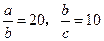 a/b = 20, b/c = 10